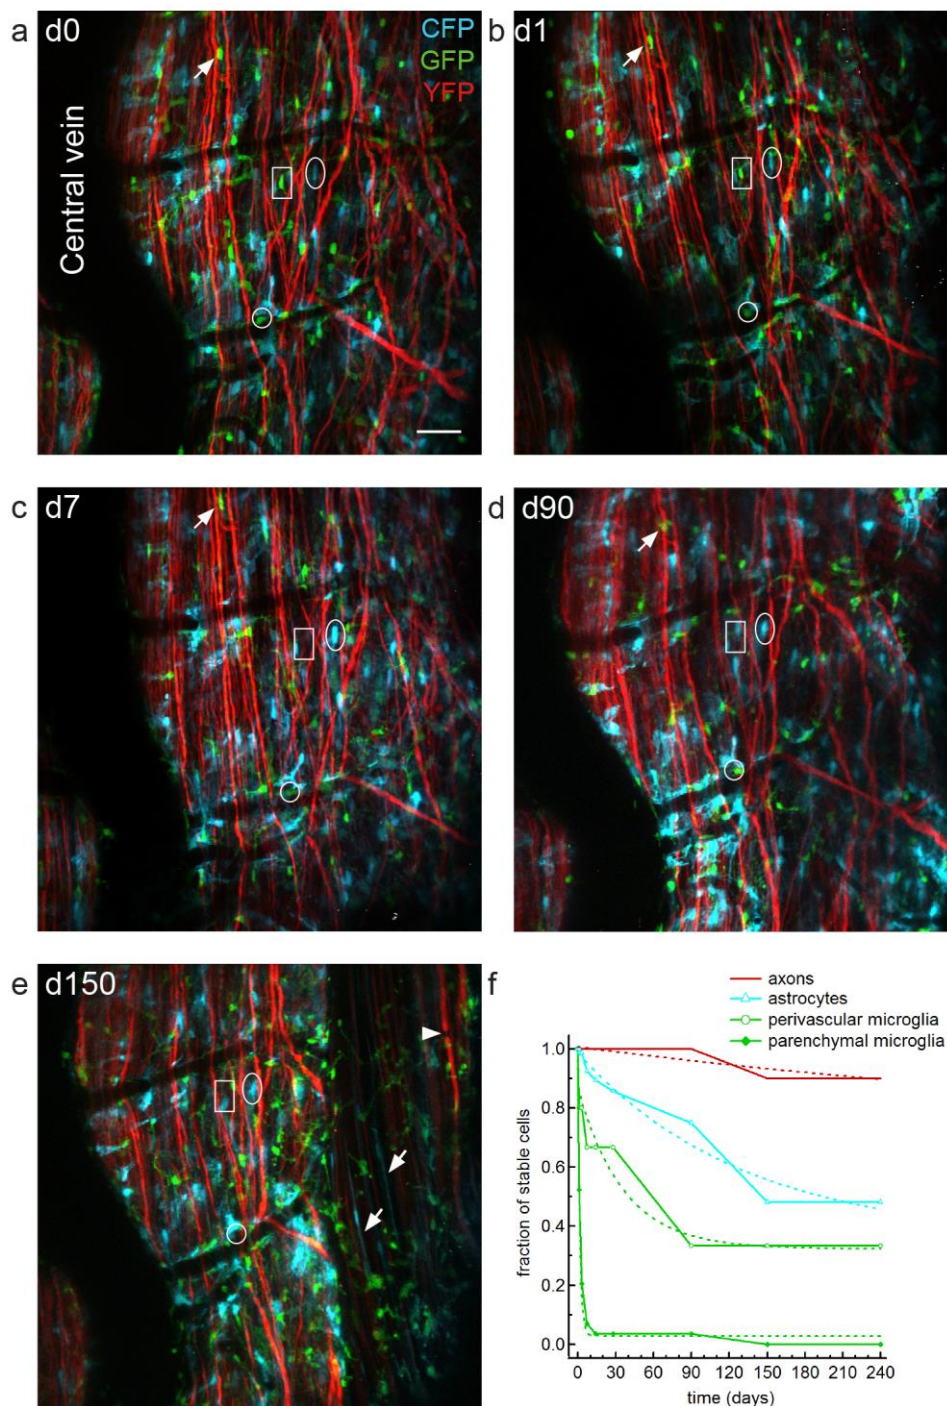 a d0 CFP
GFP
YFP
Central vein
b d1
c d7
d d90
e d150
f
axons
astrocytes
perivascular microglia
parenchymal microglia
fraction of stable cells
1.0
0.8
0.6
0.4
0.2
0.0
0 30 60 90 120 150 180 210 240
time (days)